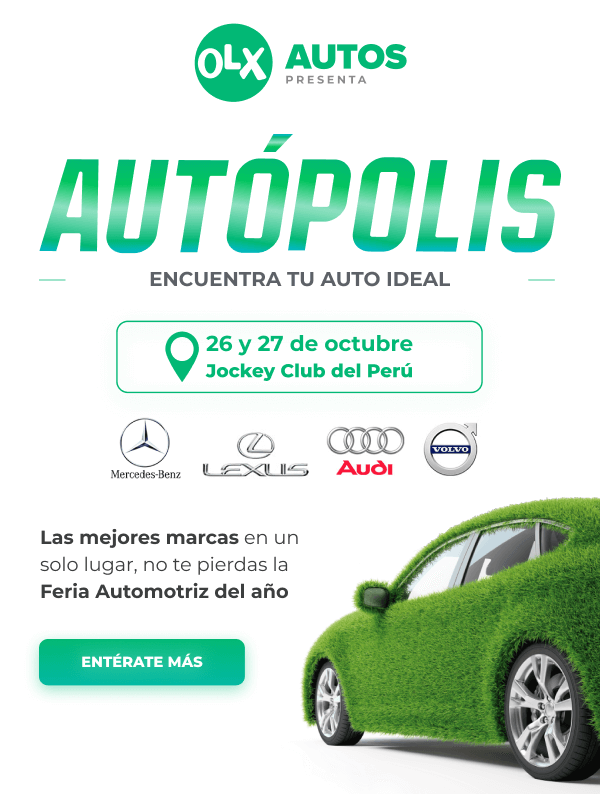 OLX AUTOS
PRESENTA
AUTÓPOLIS
ENCUENTRA TU AUTO IDEAL
26 y 27 de octubre
Jockey Club del Perú
Mercedes-Benz
LEXUS
Audi
VOLVO
Las mejores marcas en un
solo lugar, no te pierdas la
Feria Automotriz del año
ENTÉRATE MÁS